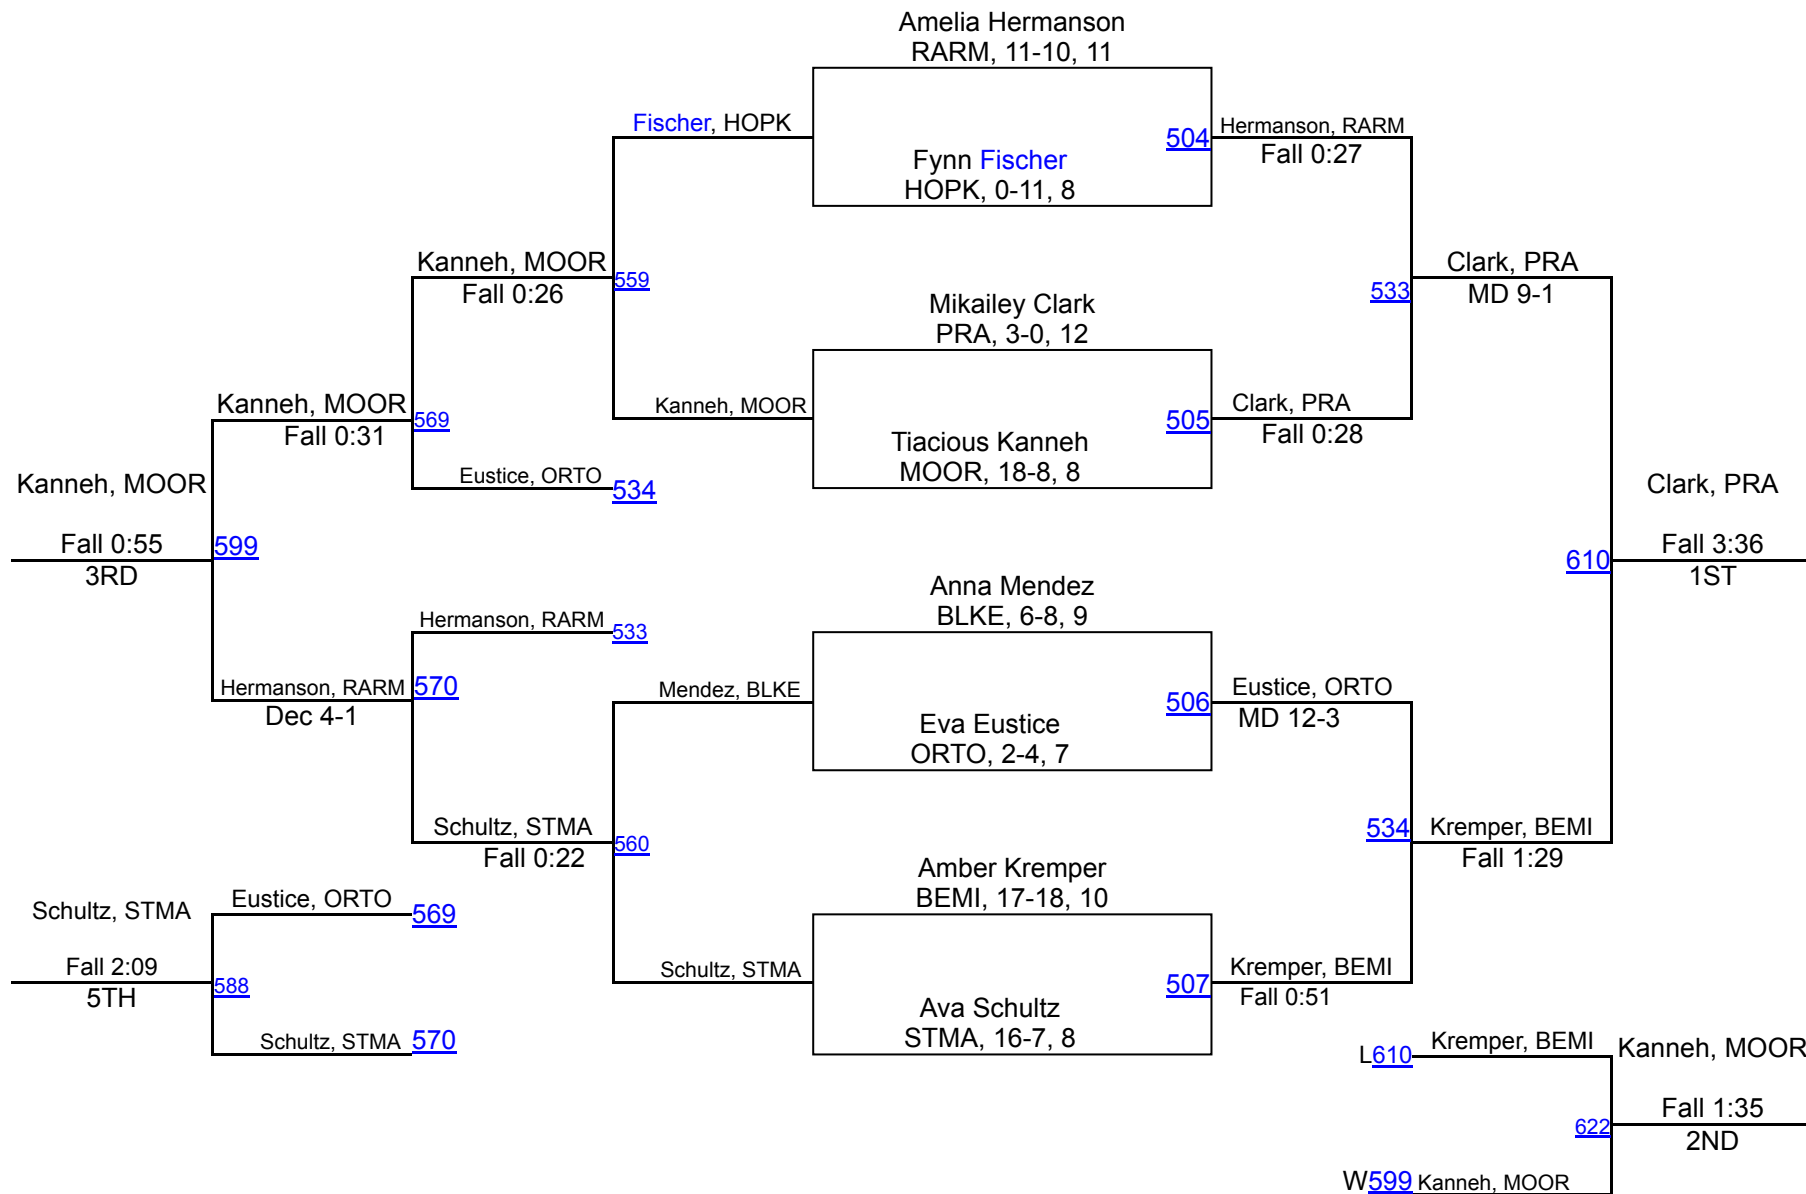 Amelia Hermanson
RARM, 11-10, 11
Fischer, HOPK
504
Hermanson, RARM
Fall 0:27
Fynn Fischer
HOPK, 0-11, 8
Kanneh, MOOR
Fall 0:26
559
Clark, PRA
MD 9-1
533
Mikailey Clark
PRA, 3-0, 12
Kanneh, MOOR
Fall 0:31
569
Kanneh, MOOR
505
Clark, PRA
Fall 0:28
Tiacious Kanneh
MOOR, 18-8, 8
Eustice, ORTO
534
Kanneh, MOOR
Fall 0:55
3RD
599
Clark, PRA
Fall 3:36
1ST
610
Anna Mendez
BLKE, 6-8, 9
Hermanson, RARM
533
Hermanson, RARM
Dec 4-1
570
Mendez, BLKE
506
Eustice, ORTO
MD 12-3
Eva Eustice
ORTO, 2-4, 7
Schultz, STMA
Fall 0:22
560
534
Kremper, BEMI
Fall 1:29
Amber Kremper
BEMI, 17-18, 10
Schultz, STMA
Fall 2:09
5TH
Eustice, ORTO
569
588
Schultz, STMA
570
Schultz, STMA
507
Kremper, BEMI
Fall 0:51
Ava Schultz
STMA, 16-7, 8
L610
Kremper, BEMI
Kanneh, MOOR
Fall 1:35
2ND
622
W599
Kanneh, MOOR